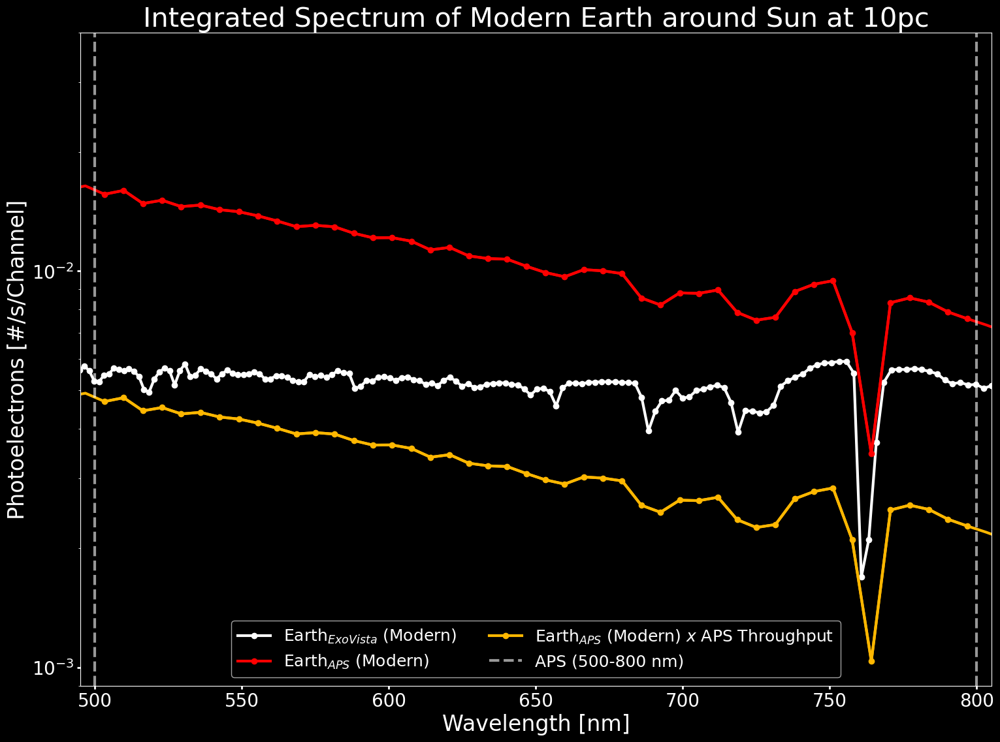 Integrated Spectrum of Modern Earth around Sun at 10pc
Photoelectrons [#/s/Channel]
10⁻²
10⁻³
Earth_ExoVista (Modern)
Earth_APS (Modern)
Earth_APS (Modern) x APS Throughput
APS (500-800 nm)
500 550 600 650 700 750 800
Wavelength [nm]